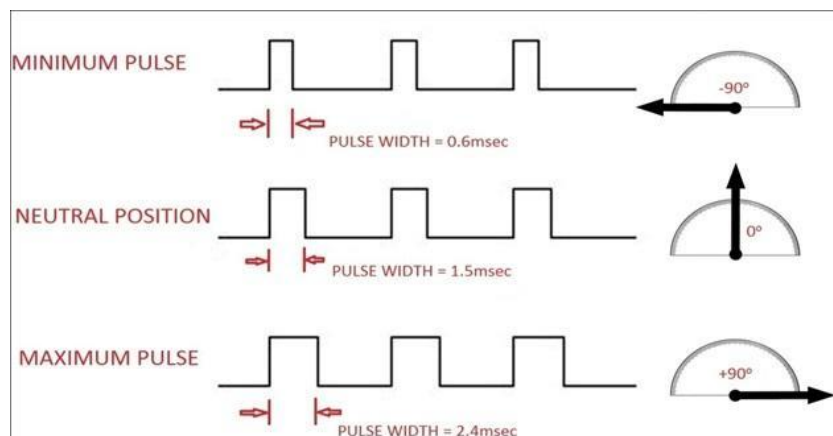 MINIMUM PULSE
-90º
PULSE WIDTH = 0.6msec
NEUTRAL POSITION
0º
PULSE WIDTH = 1.5msec
MAXIMUM PULSE
+90º
PULSE WIDTH = 2.4msec